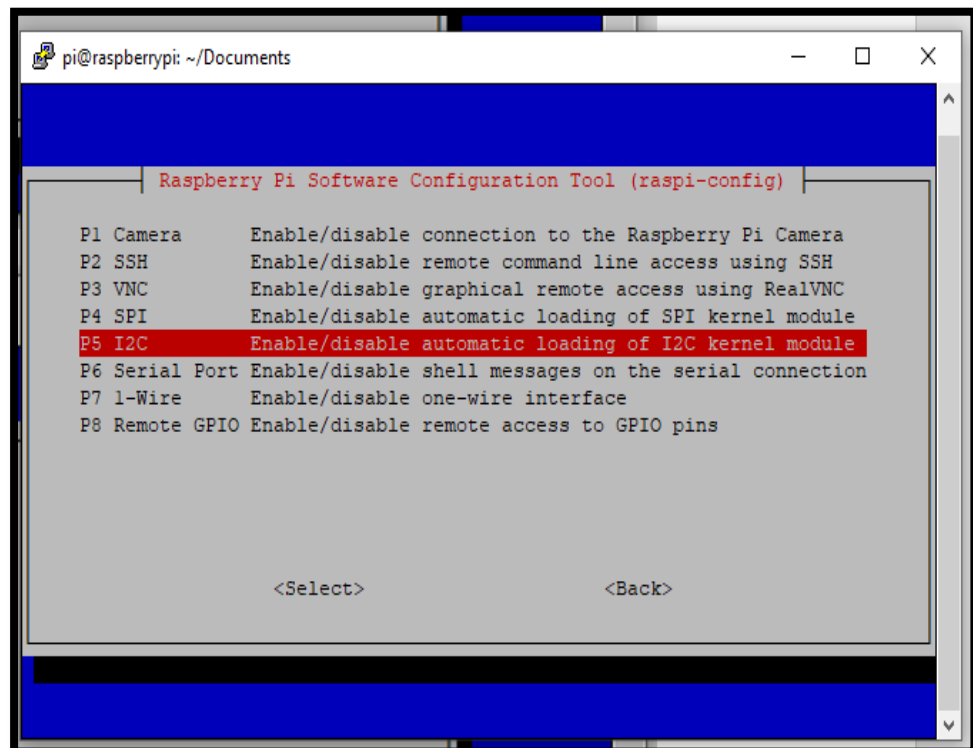 pi@raspberrypi: ~/Documents
Raspberry Pi Software Configuration Tool (raspi-config)
P1 Camera Enable/disable connection to the Raspberry Pi Camera
P2 SSH Enable/disable remote command line access using SSH
P3 VNC Enable/disable graphical remote access using RealVNC
P4 SPI Enable/disable automatic loading of SPI kernel module
P5 I2C Enable/disable automatic loading of I2C kernel module
P6 Serial Port Enable/disable shell messages on the serial connection
P7 1-Wire Enable/disable one-wire interface
P8 Remote GPIO Enable/disable remote access to GPIO pins
<Select> <Back>